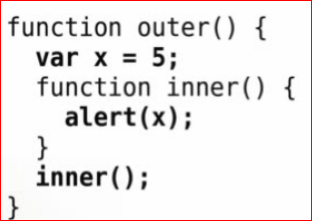 function outer() {
  var x = 5;
  function inner() {
    alert(x);
  }
  inner();
}